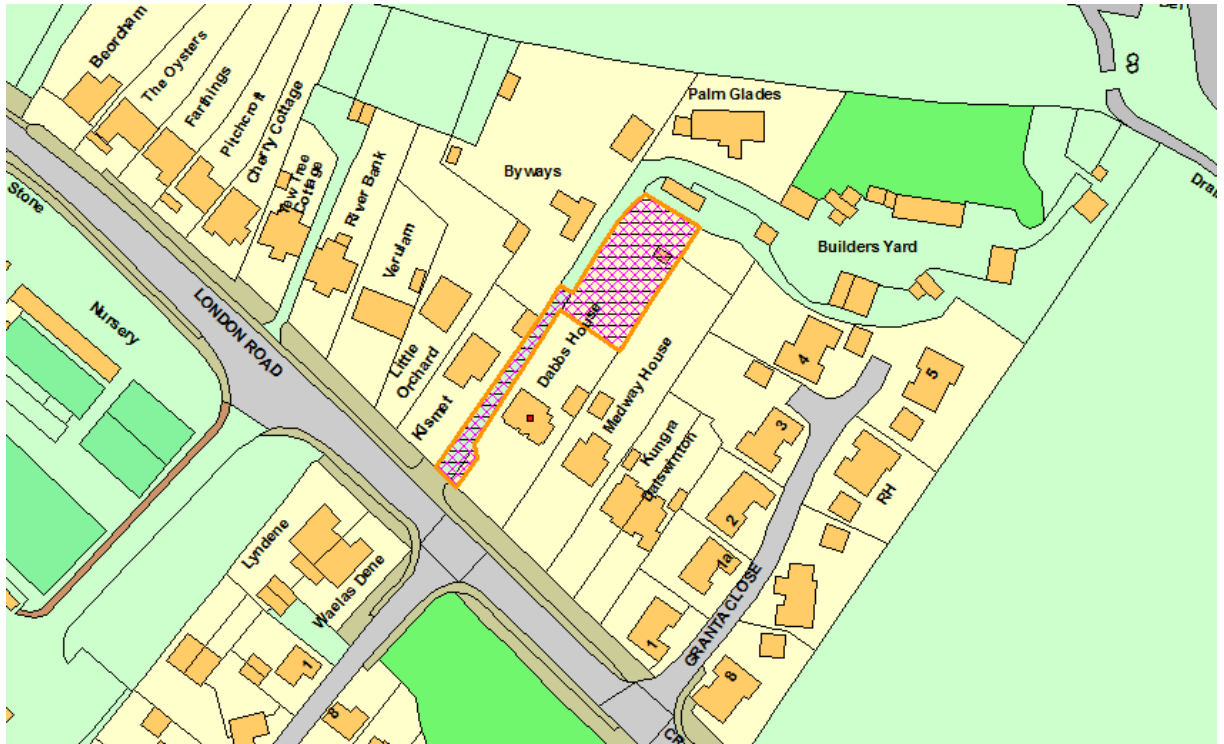 Beordham
The Oysters
Farthings
Pitchcroft
Cherry Cottage
Yew Tree
Cottage
River Bank
Verulam
Little
Orchard
Kismet
Byways
Palm Glades
Builders Yard
Dabbs House
Medway House
Kungra
Datswinton
LONDON ROAD
Stone
Nursery
Lyndene
Waelas Dene
1
8
GRANTA CLOSE
1
1a
2
3
4
5
RH
8